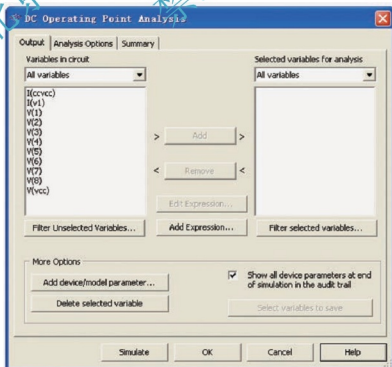 DC Operating Point Analysis
Output Analysis Options Summary
Variables in circuit
Selected variables for analysis
All variables
All variables
I(ccvcc)
I(v1)
V(1)
V(2)
V(3)
V(4)
V(5)
V(6)
V(7)
V(8)
V(vcc)
> Add >
< Remove <
Edit Expression...
Filter Unselected Variables...
Add Expression...
Filter selected variables...
More Options
Add device/model parameter...
Delete selected variable
Show all device parameters at end
of simulation in the audit trail
Select variables to save
Simulate
OK
Cancel
Help